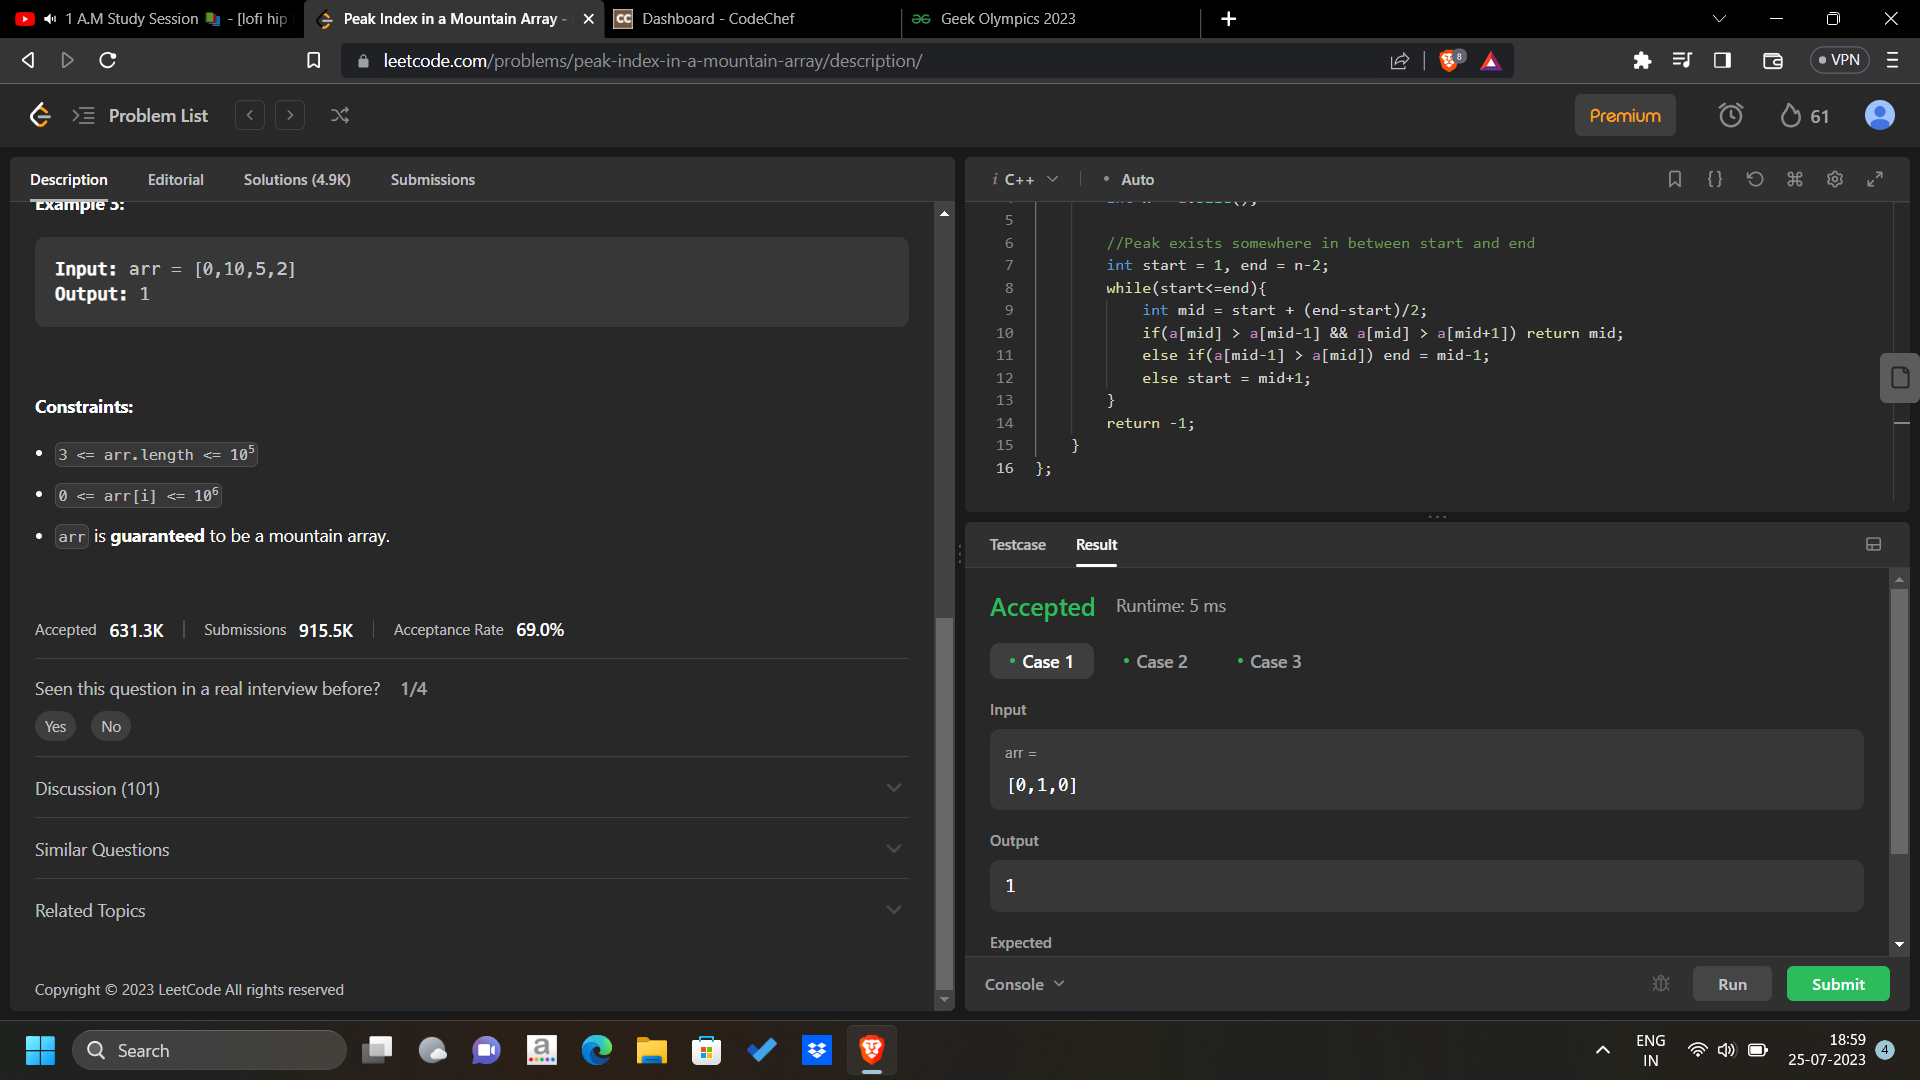 1 A.M Study Session 📚 - [lofi hip
Peak Index in a Mountain Array -
CC Dashboard - CodeChef
Geek Olympics 2023
leetcode.com/problems/peak-index-in-a-mountain-array/description/
8
VPN
Problem List
Premium
61
Description
Editorial
Solutions (4.9K)
Submissions
Example 3:
Input: arr = [0,10,5,2]
Output: 1
Constraints:
• 3 <= arr.length <= 10⁵
• 0 <= arr[i] <= 10⁶
• arr is guaranteed to be a mountain array.
Accepted 631.3K
Submissions 915.5K
Acceptance Rate 69.0%
Seen this question in a real interview before? 1/4
Yes
No
Discussion (101)
Similar Questions
Related Topics
Copyright © 2023 LeetCode All rights reserved
i C++
• Auto
5
6 //Peak exists somewhere in between start and end
7 int start = 1, end = n-2;
8 while(start<=end){
9 int mid = start + (end-start)/2;
10 if(a[mid] > a[mid-1] && a[mid] > a[mid+1]) return mid;
11 else if(a[mid-1] > a[mid]) end = mid-1;
12 else start = mid+1;
13 }
14 return -1;
15 }
16 };
Testcase
Result
Accepted Runtime: 5 ms
• Case 1
• Case 2
• Case 3
Input
arr =
[0,1,0]
Output
1
Expected
Console
Run
Submit
Search
ENG
IN
18:59
25-07-2023
4